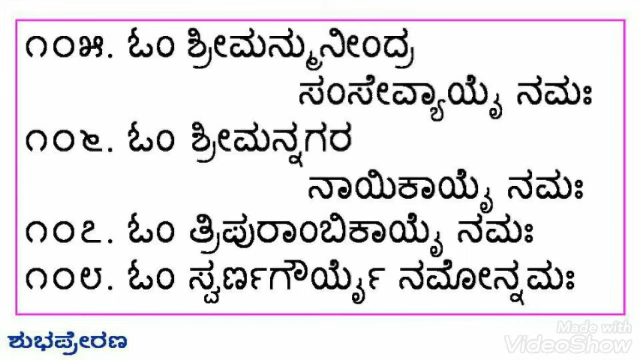 ೧೦೫. ಓಂ ಶ್ರೀಮನ್ಮುನೀಂದ್ರ
ಸಂಸೇವ್ಯಾಯೈ ನಮಃ
೧೦೬. ಓಂ ಶ್ರೀಮನ್ನಗರ
ನಾಯಿಕಾಯೈ ನಮಃ
೧೦೭. ಓಂ ತ್ರಿಪುರಾಂಬಿಕಾಯೈ ನಮಃ
೧೦೮. ಓಂ ಸ್ವರ್ಣಗೌರ್ಯೈ ನಮೋನ್ನಮಃ
ಶುಭಪ್ರೇರಣ
Made with
VideoShow